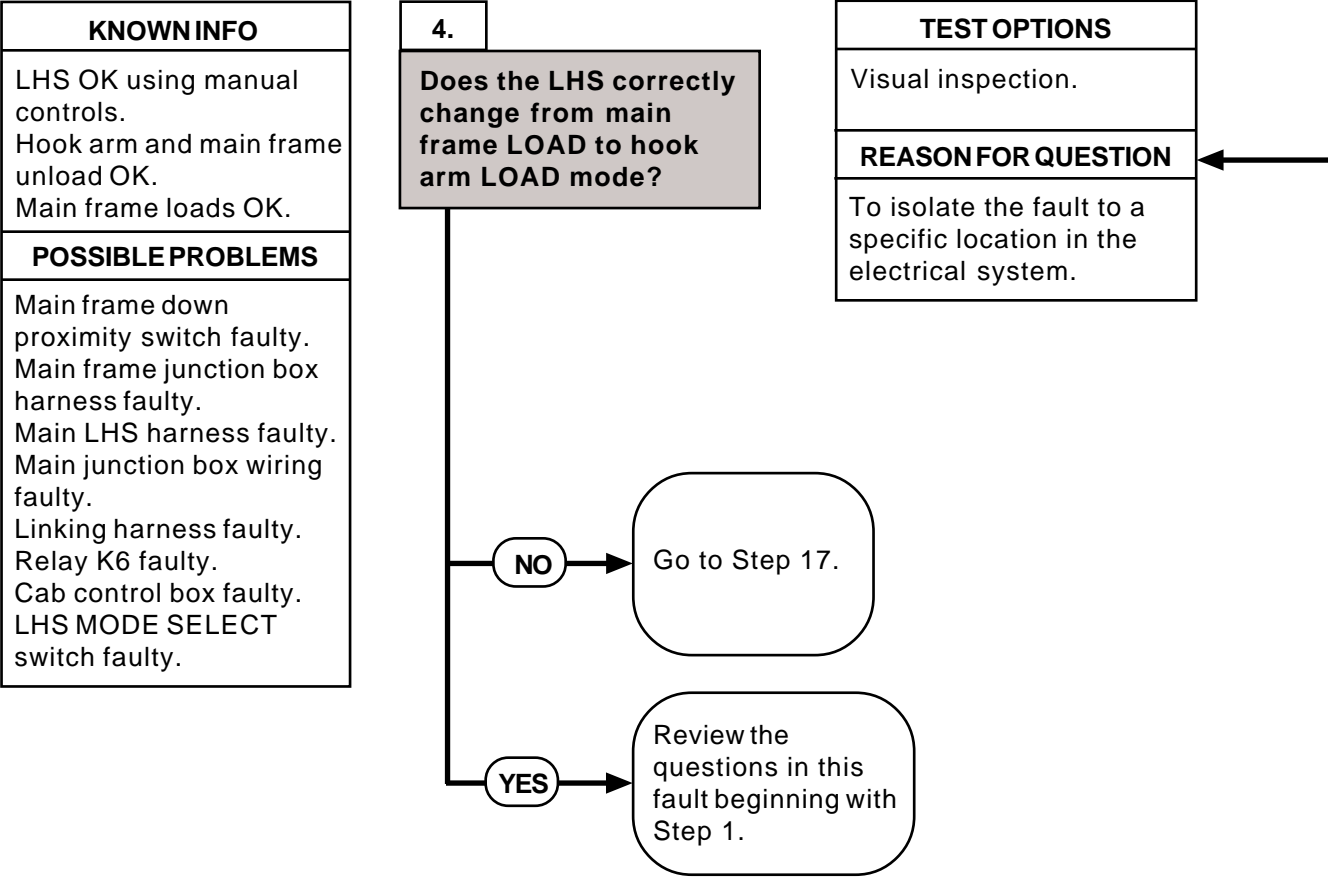 KNOWN INFO
LHS OK using manual
controls.
Hook arm and main frame
unload OK.
Main frame loads OK.
POSSIBLE PROBLEMS
Main frame down
proximity switch faulty.
Main frame junction box
harness faulty.
Main LHS harness faulty.
Main junction box wiring
faulty.
Linking harness faulty.
Relay K6 faulty.
Cab control box faulty.
LHS MODE SELECT
switch faulty.
4.
Does the LHS correctly
change from main
frame LOAD to hook
arm LOAD mode?
TEST OPTIONS
Visual inspection.
REASON FOR QUESTION
To isolate the fault to a
specific location in the
electrical system.
NO
Go to Step 17.
YES
Review the
questions in this
fault beginning with
Step 1.